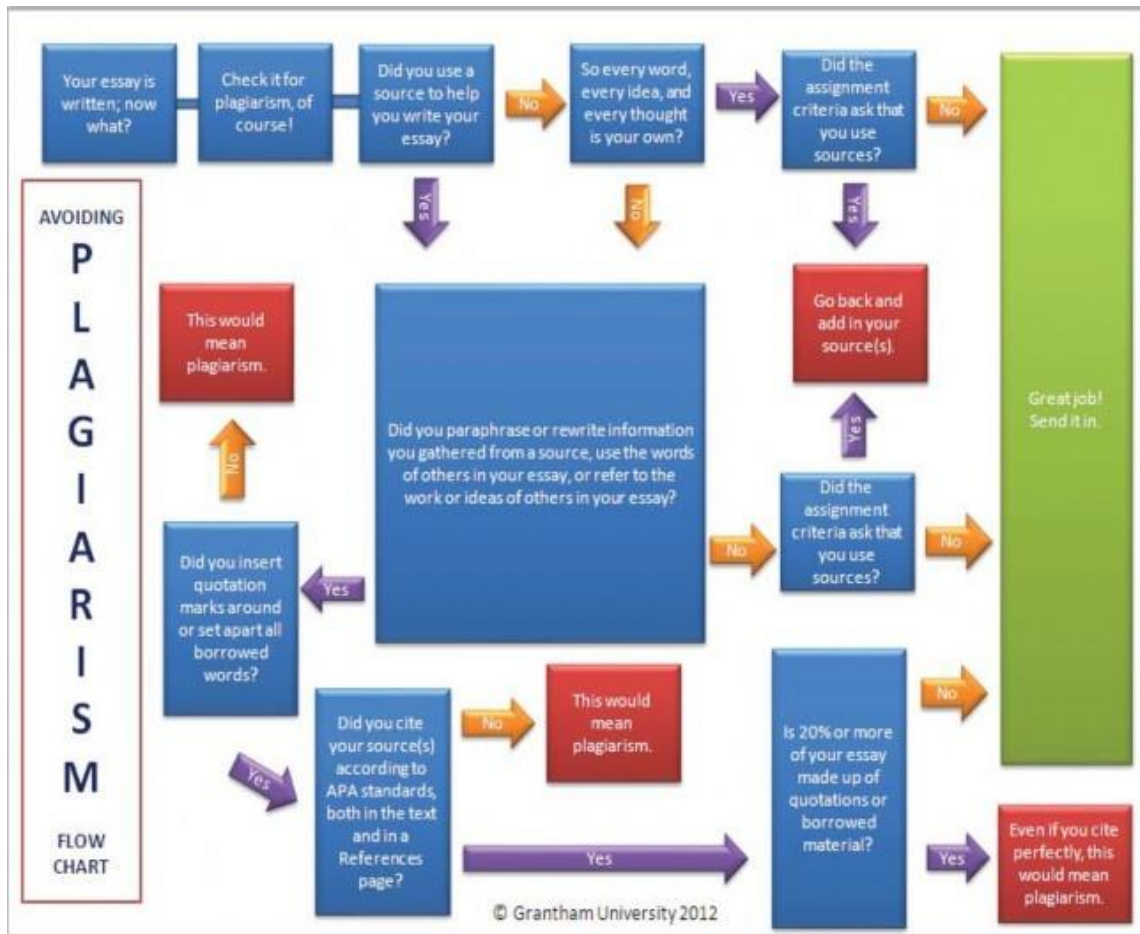 Your essay is
written; now
what?
Check it for
plagiarism, of
course!
Did you use a
source to help
you write your
essay?
No
So every word,
every idea, and
every thought
is your own?
Yes
Did the
assignment
criteria ask that
you use
sources?
No
Yes
No
Yes
AVOIDING
P
L
A
G
I
A
R
I
S
M
FLOW
CHART
This would
mean
plagiarism.
Go back and
add in your
source(s).
Great job!
Send it in.
Did you paraphrase or rewrite information
you gathered from a source, use the words
of others in your essay, or refer to the
work or ideas of others in your essay?
Yes
No
Did the
assignment
criteria ask that
you use
sources?
No
No
Yes
Did you insert
quotation
marks around
or set apart all
borrowed
words?
Yes
Did you cite
your source(s)
according to
APA standards,
both in the text
and in a
References
page?
No
This would
mean
plagiarism.
Is 20% or more
of your essay
made up of
quotations or
borrowed
material?
No
Yes
Yes
Even if you cite
perfectly, this
would mean
plagiarism.
© Grantham University 2012